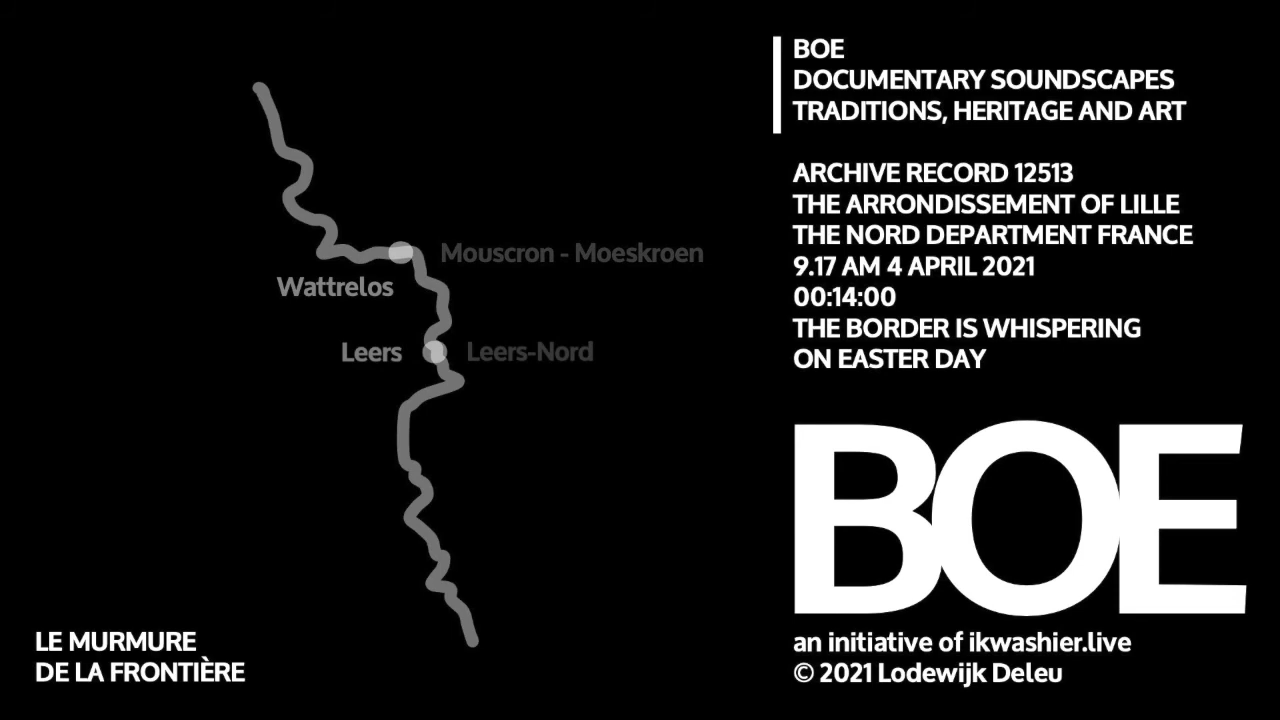 BOE
DOCUMENTARY SOUNDSCAPES
TRADITIONS, HERITAGE AND ART
ARCHIVE RECORD 12513
THE ARRONDISSEMENT OF LILLE
THE NORD DEPARTMENT FRANCE
9.17 AM 4 APRIL 2021
00:14:00
THE BORDER IS WHISPERING
ON EASTER DAY
Mouscron - Moeskroen
Wattrelos
Leers
Leers-Nord
BOE
an initiative of ikwashier.live
© 2021 Lodewijk Deleu
LE MURMURE
DE LA FRONTIÈRE